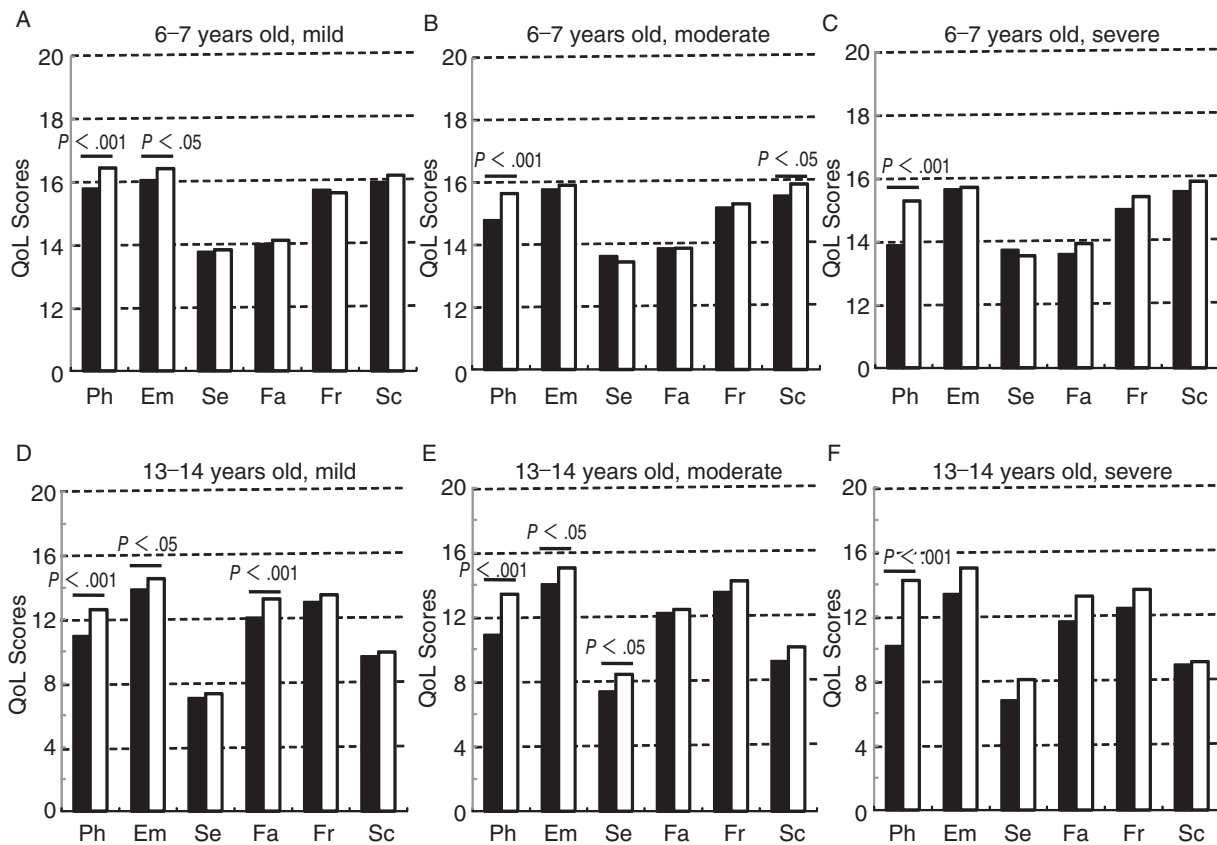 A
6–7 years old, mild
20
18
P < .001
P < .05
16
14
12
0
QoL Scores
Ph Em Se Fa Fr Sc
B
6–7 years old, moderate
20
18
P < .001
P < .05
16
14
12
0
QoL Scores
Ph Em Se Fa Fr Sc
C
6–7 years old, severe
20
18
P < .001
16
14
12
0
QoL Scores
Ph Em Se Fa Fr Sc
D
13–14 years old, mild
20
16
P < .05
P < .001
P < .001
12
8
4
0
QoL Scores
Ph Em Se Fa Fr Sc
E
13–14 years old, moderate
20
P < .05
16
P < .001
12
P < .05
8
4
0
QoL Scores
Ph Em Se Fa Fr Sc
F
13–14 years old, severe
20
16
P < .001
12
8
4
0
QoL Scores
Ph Em Se Fa Fr Sc